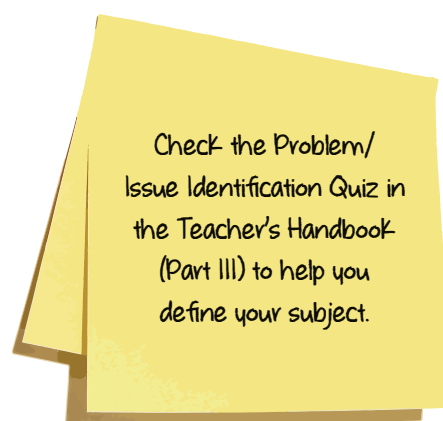 Check the Problem/
Issue Identification Quiz in
the Teacher's Handbook
(Part III) to help you
define your subject.